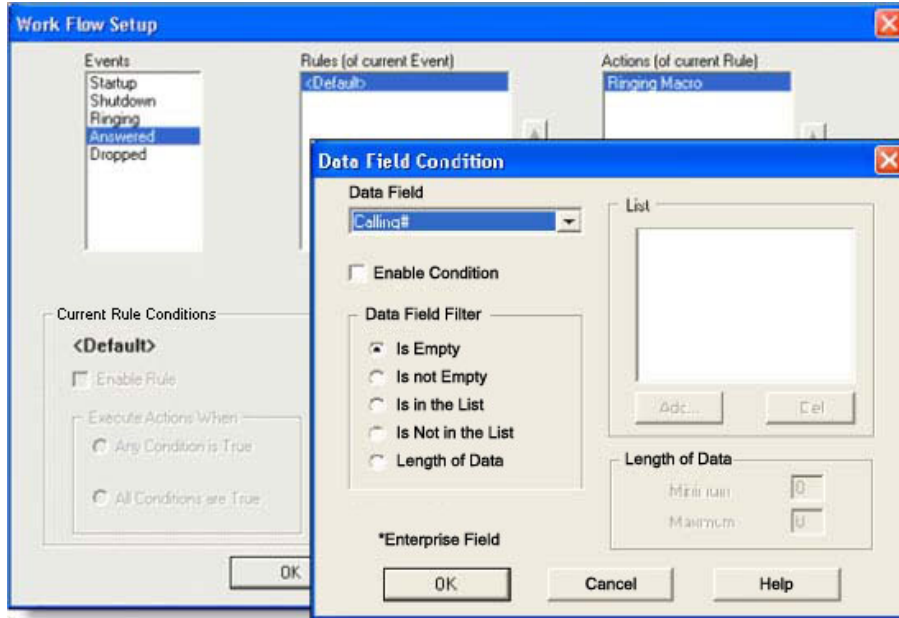 Work Flow Setup
Events
Startup
Shutdown
Ringing
Answered
Dropped
Rules (of current Event)
<Default>
Actions (of current Rule)
Ringing Macro
Current Rule Conditions
<Default>
Enable Rule
Execute Actions When
Any Condition is True
All Conditions are True
OK
Data Field Condition
Data Field
Calling#
Enable Condition
Data Field Filter
Is Empty
Is not Empty
Is in the List
Is Not in the List
Length of Data
*Enterprise Field
List
Add...
Del
Length of Data
Minimum
0
Maximum
0
OK
Cancel
Help